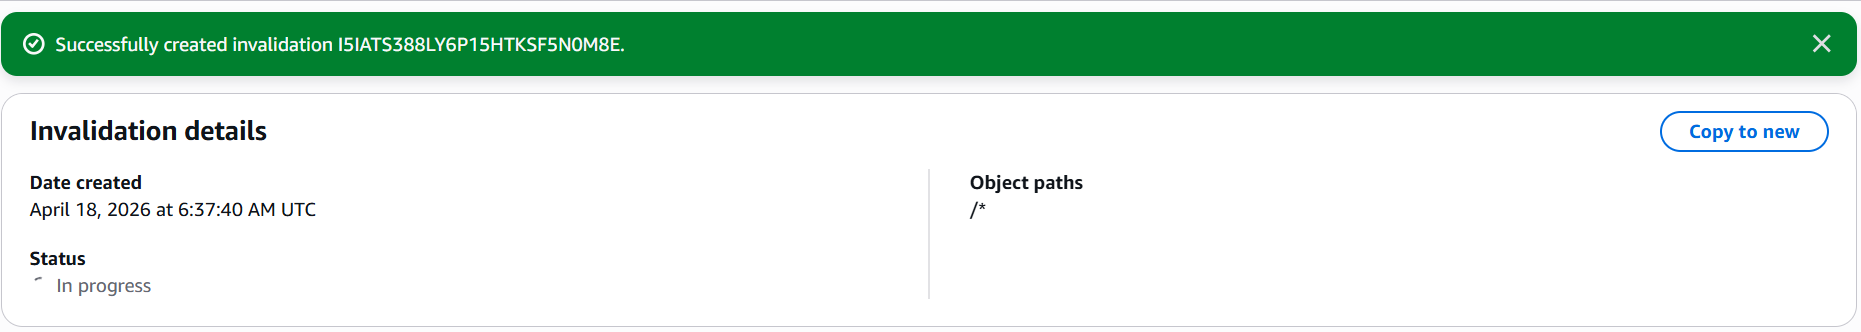 Successfully created invalidation I5IATS388LY6P15HTKSF5N0M8E.
Invalidation details
Copy to new
Date created
April 18, 2026 at 6:37:40 AM UTC
Object paths
/*
Status
In progress